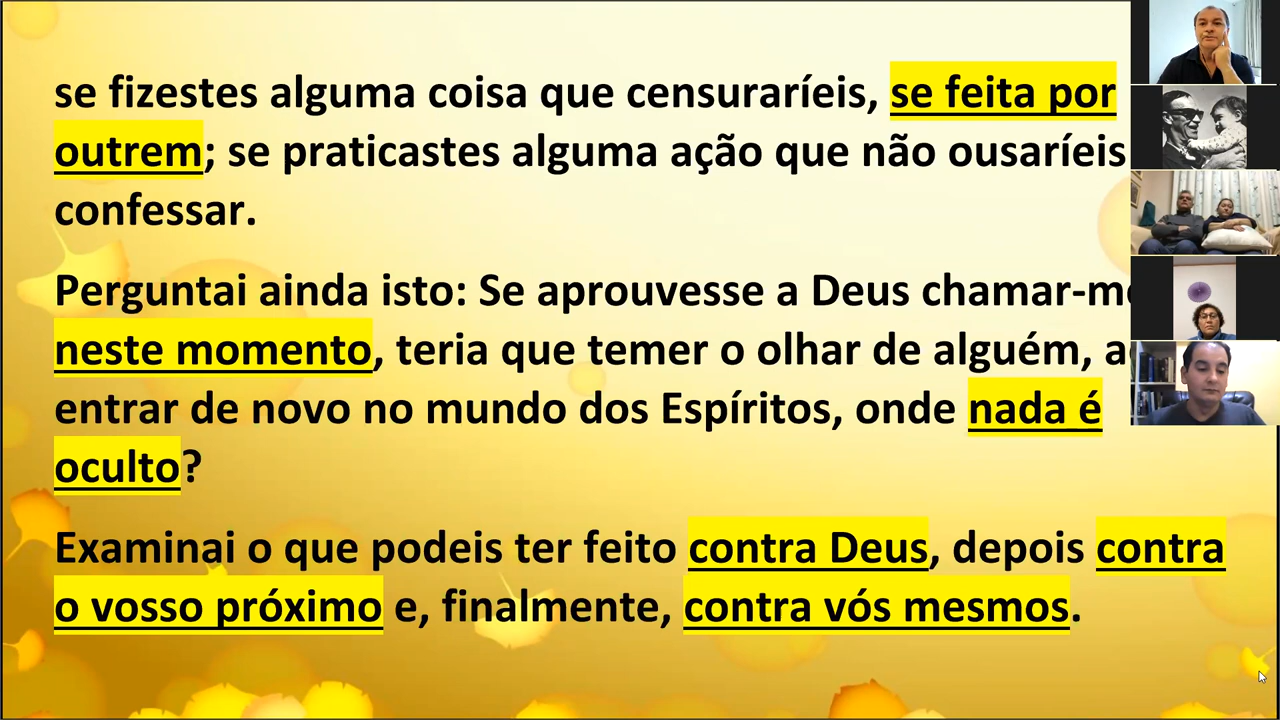 se fizestes alguma coisa que censuraríeis, se feita por
outrem; se praticastes alguma ação que não ousaríeis
confessar.
Perguntai ainda isto: Se aprouvesse a Deus
neste momento, teria que temer o olhar de alguém,
entrar de novo no mundo dos Espíritos, onde nada é
oculto?
Examinai o que podeis ter feito contra Deus, depois contra
o vosso próximo e, finalmente, contra vós mesmos.